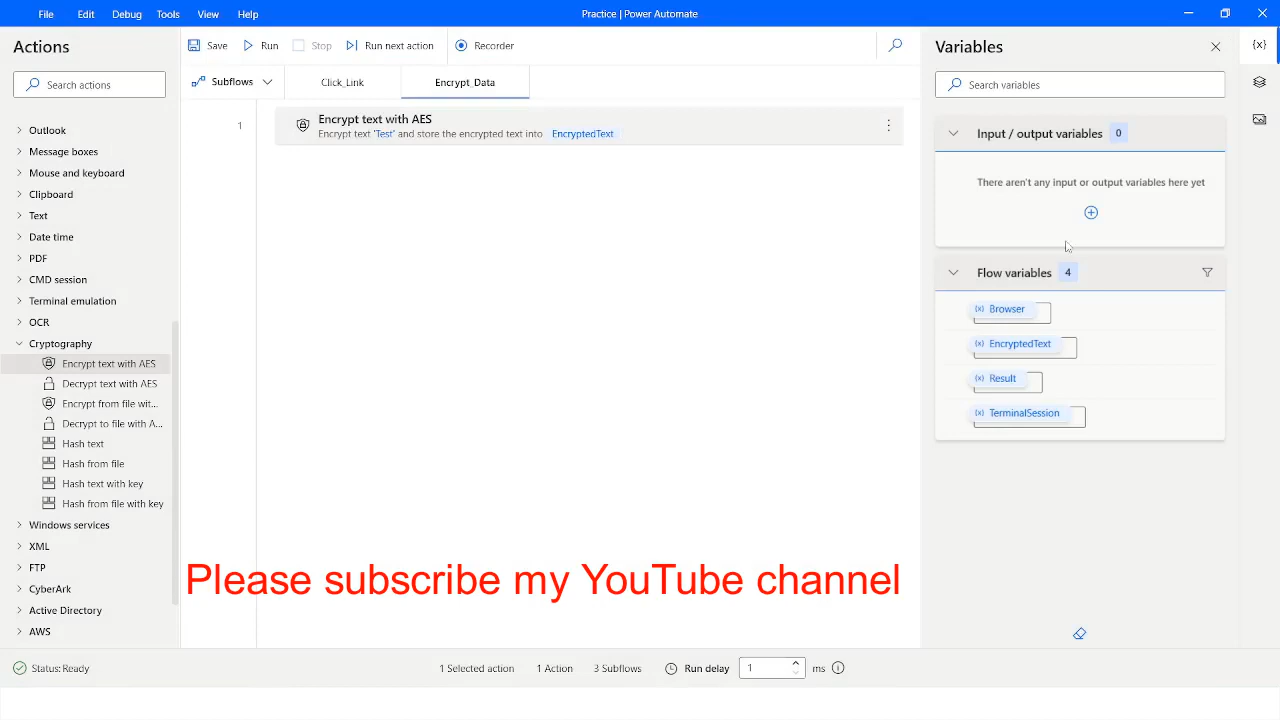 File Edit Debug Tools View Help
Practice | Power Automate
Actions
Search actions
Outlook
Message boxes
Mouse and keyboard
Clipboard
Text
Date time
PDF
CMD session
Terminal emulation
OCR
Cryptography
Encrypt text with AES
Decrypt text with AES
Encrypt from file wit...
Decrypt to file with A...
Hash text
Hash from file
Hash text with key
Hash from file with key
Windows services
XML
FTP
CyberArk
Active Directory
AWS
Save Run Stop Run next action Recorder
Subflows Click_Link Encrypt_Data
1
Encrypt text with AES
Encrypt text 'Test' and store the encrypted text into EncryptedText
Please subscribe my YouTube channel
Variables
{x}
Search variables
Input / output variables 0
There aren't any input or output variables here yet
Flow variables 4
{x} Browser
{x} EncryptedText
{x} Result
{x} TerminalSession
Status: Ready 1 Selected action 1 Action 3 Subflows Run delay 1 ms